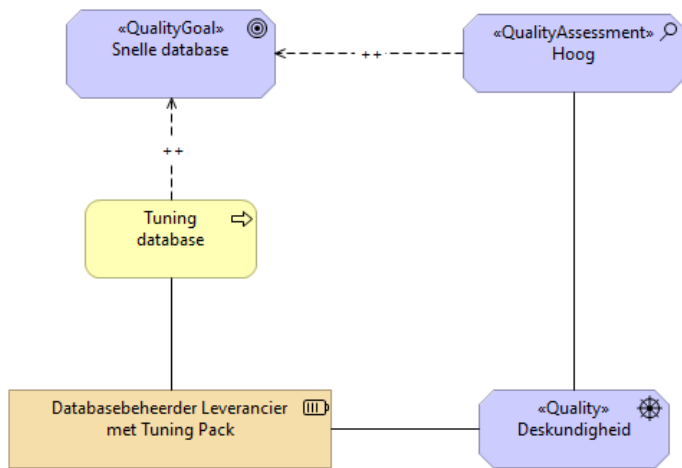 «QualityGoal»
Snelle database
«QualityAssessment»
Hoog
++
++
Tuning
database
Databasebeheerder Leverancier
met Tuning Pack
«Quality»
Deskundigheid